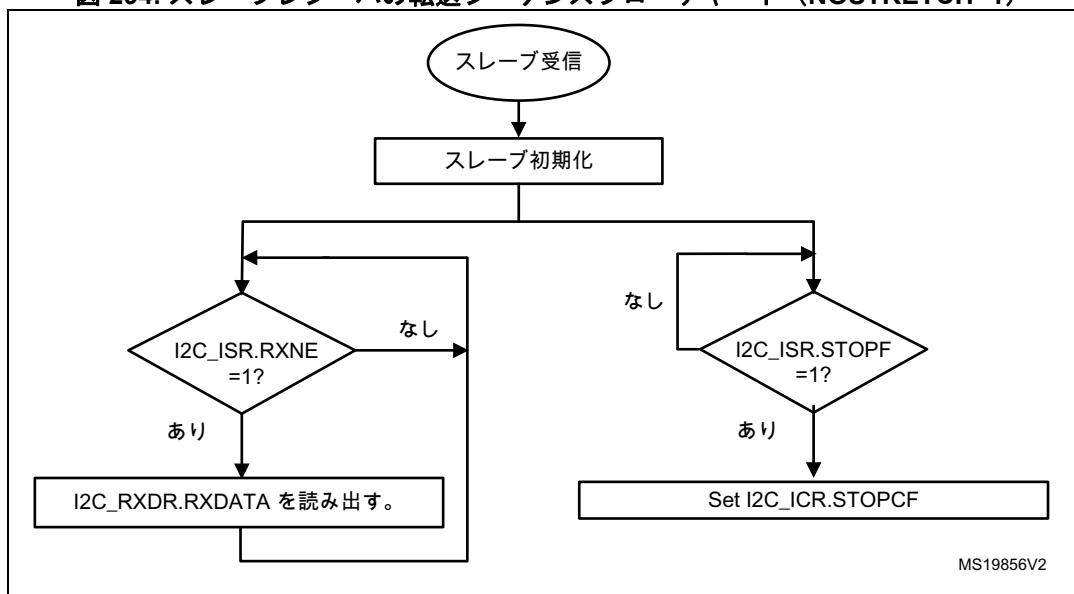 スレーブ受信
スレーブ初期化
I2C_ISR.RXNE
=1?
なし
あり
I2C_RXDR.RXDATA を読み出す。
なし
I2C_ISR.STOPF
=1?
あり
Set I2C_ICR.STOPCF
MS19856V2